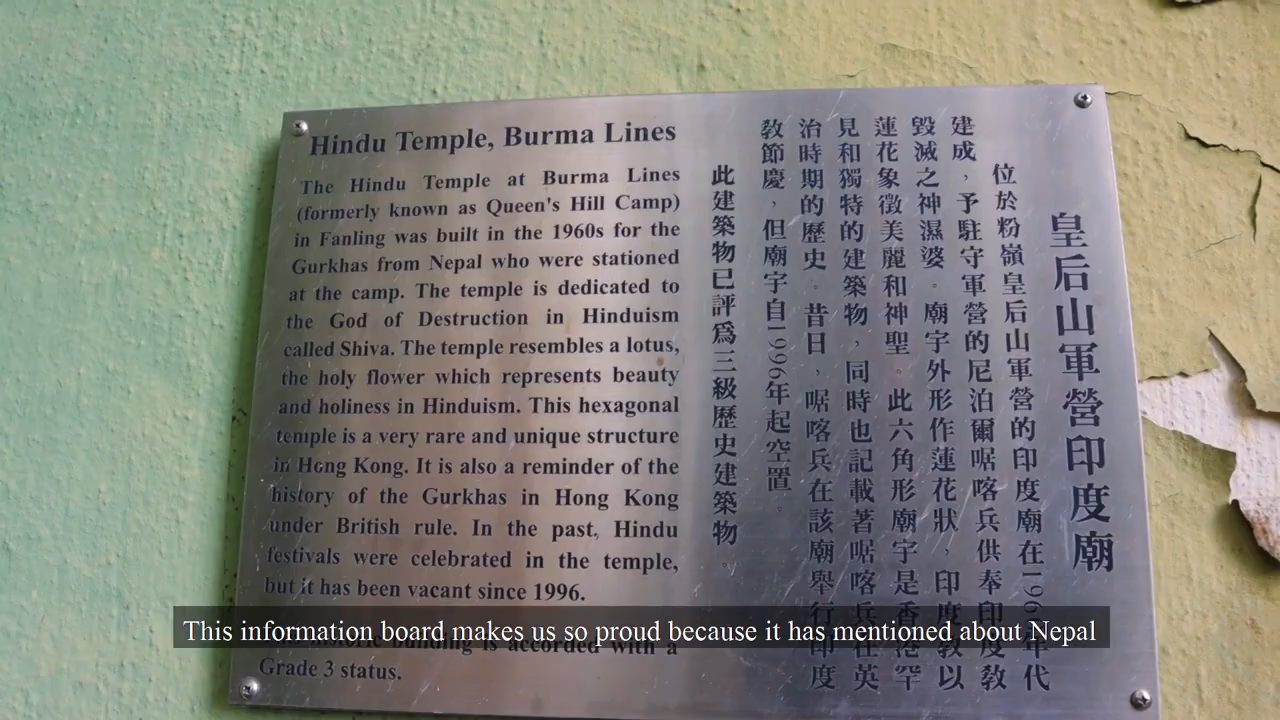 Hindu Temple, Burma Lines
The Hindu Temple at Burma Lines
(formerly known as Queen's Hill Camp)
in Fanling was built in the 1960s for the
Gurkhas from Nepal who were stationed
at the camp. The temple is dedicated to
the God of Destruction in Hinduism
called Shiva. The temple resembles a lotus,
the holy flower which represents beauty
and holiness in Hinduism. This hexagonal
temple is a very rare and unique structure
in Hong Kong. It is also a reminder of the
history of the Gurkhas in Hong Kong
under British rule. In the past, Hindu
festivals were celebrated in the temple,
but it has been vacant since 1996.
historic building is accorded with a
Grade 3 status.
皇后山軍營印度廟
位於粉嶺皇后山軍營的印度廟在1960年代
建成，予駐守軍營的尼泊爾啹喀兵供奉印度教
毀滅之神濕婆。廟宇外形作蓮花狀，印度教以
蓮花象徵美麗和神聖。此六角形廟宇是香港罕
見和獨特的建築物，同時也記載著啹喀兵在英
治時期的歷史。昔日，啹喀兵在該廟舉行印度
教節慶，但廟宇自1996年起空置。
此建築物已評爲三級歷史建築物。
This information board makes us so proud because it has mentioned about Nepal